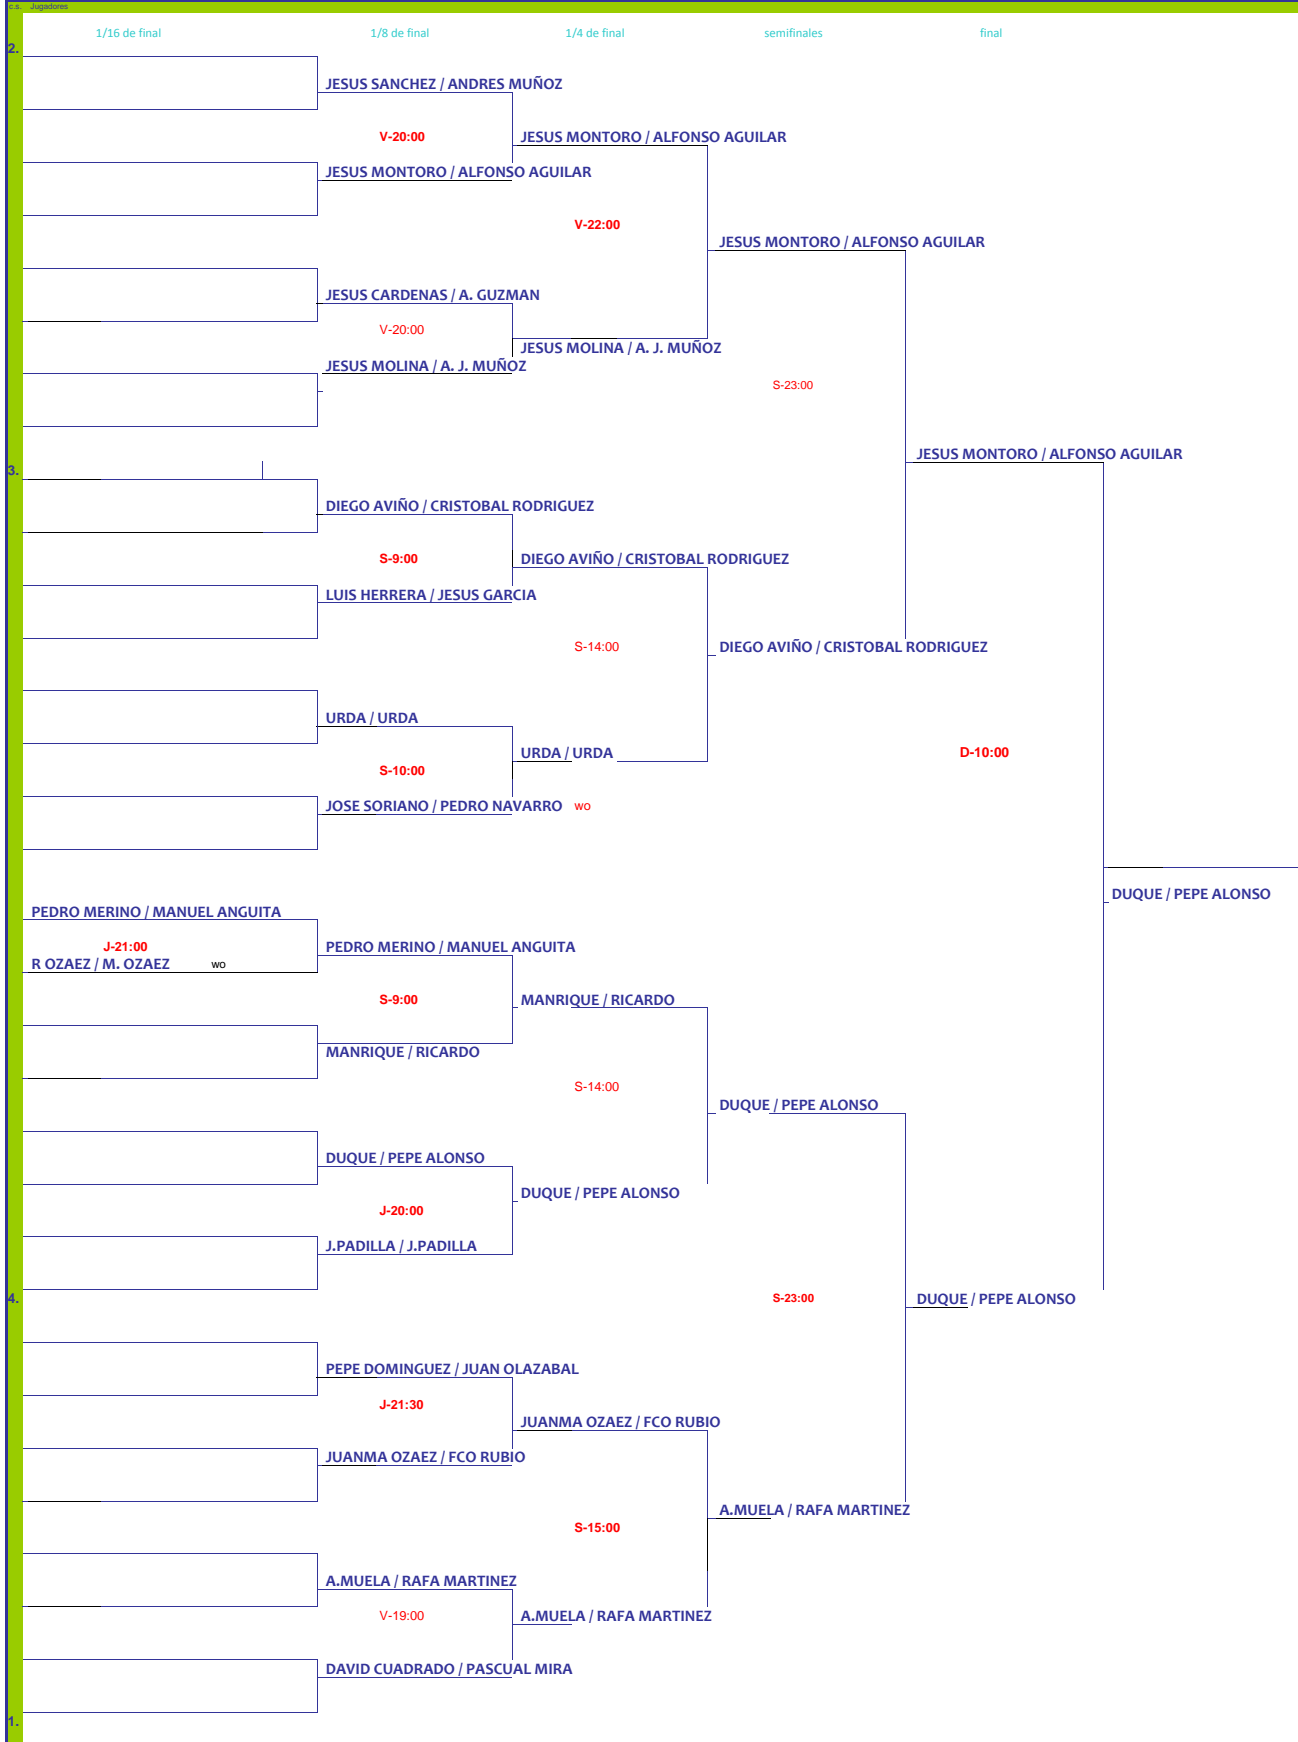 c.s. Jugadores
1/16 de final 1/8 de final 1/4 de final semifinales final
2.
JESUS SANCHEZ / ANDRES MUÑOZ
V-20:00 JESUS MONTORO / ALFONSO AGUILAR
JESUS MONTORO / ALFONSO AGUILAR
V-22:00
JESUS MONTORO / ALFONSO AGUILAR
JESUS CARDENAS / A. GUZMAN
V-20:00
JESUS MOLINA / A. J. MUÑOZ
JESUS MOLINA / A. J. MUÑOZ
S-23:00
JESUS MONTORO / ALFONSO AGUILAR
3.
DIEGO AVIÑO / CRISTOBAL RODRIGUEZ
S-9:00 DIEGO AVIÑO / CRISTOBAL RODRIGUEZ
LUIS HERRERA / JESUS GARCIA
S-14:00 DIEGO AVIÑO / CRISTOBAL RODRIGUEZ
URDA / URDA
URDA / URDA D-10:00
S-10:00
JOSE SORIANO / PEDRO NAVARRO wo
DUQUE / PEPE ALONSO
PEDRO MERINO / MANUEL ANGUITA
J-21:00 PEDRO MERINO / MANUEL ANGUITA
R OZAEZ / M. OZAEZ wo
S-9:00 MANRIQUE / RICARDO
MANRIQUE / RICARDO
S-14:00
DUQUE / PEPE ALONSO
DUQUE / PEPE ALONSO
DUQUE / PEPE ALONSO
J-20:00
J.PADILLA / J.PADILLA
4. S-23:00 DUQUE / PEPE ALONSO
PEPE DOMINGUEZ / JUAN OLAZABAL
J-21:30
JUANMA OZAEZ / FCO RUBIO
JUANMA OZAEZ / FCO RUBIO
A.MUELA / RAFA MARTINEZ
S-15:00
A.MUELA / RAFA MARTINEZ
V-19:00 A.MUELA / RAFA MARTINEZ
DAVID CUADRADO / PASCUAL MIRA
1.